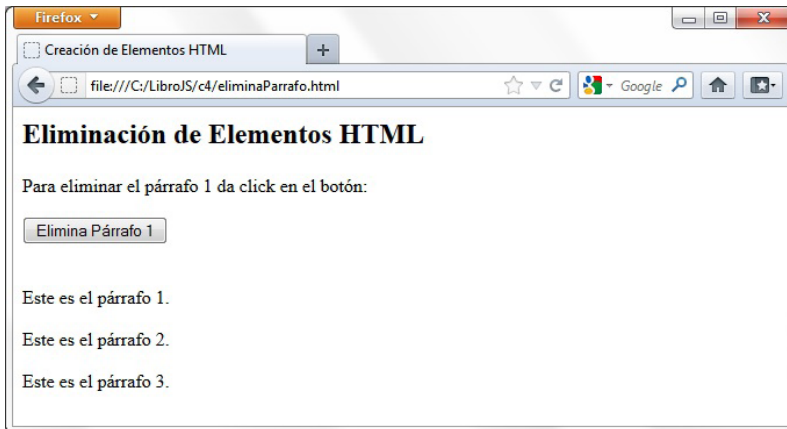 Firefox
Creación de Elementos HTML
file:///C:/LibroJS/c4/eliminaParrafo.html
Google
Eliminación de Elementos HTML
Para eliminar el párrafo 1 da click en el botón:
Elimina Párrafo 1
Este es el párrafo 1.
Este es el párrafo 2.
Este es el párrafo 3.